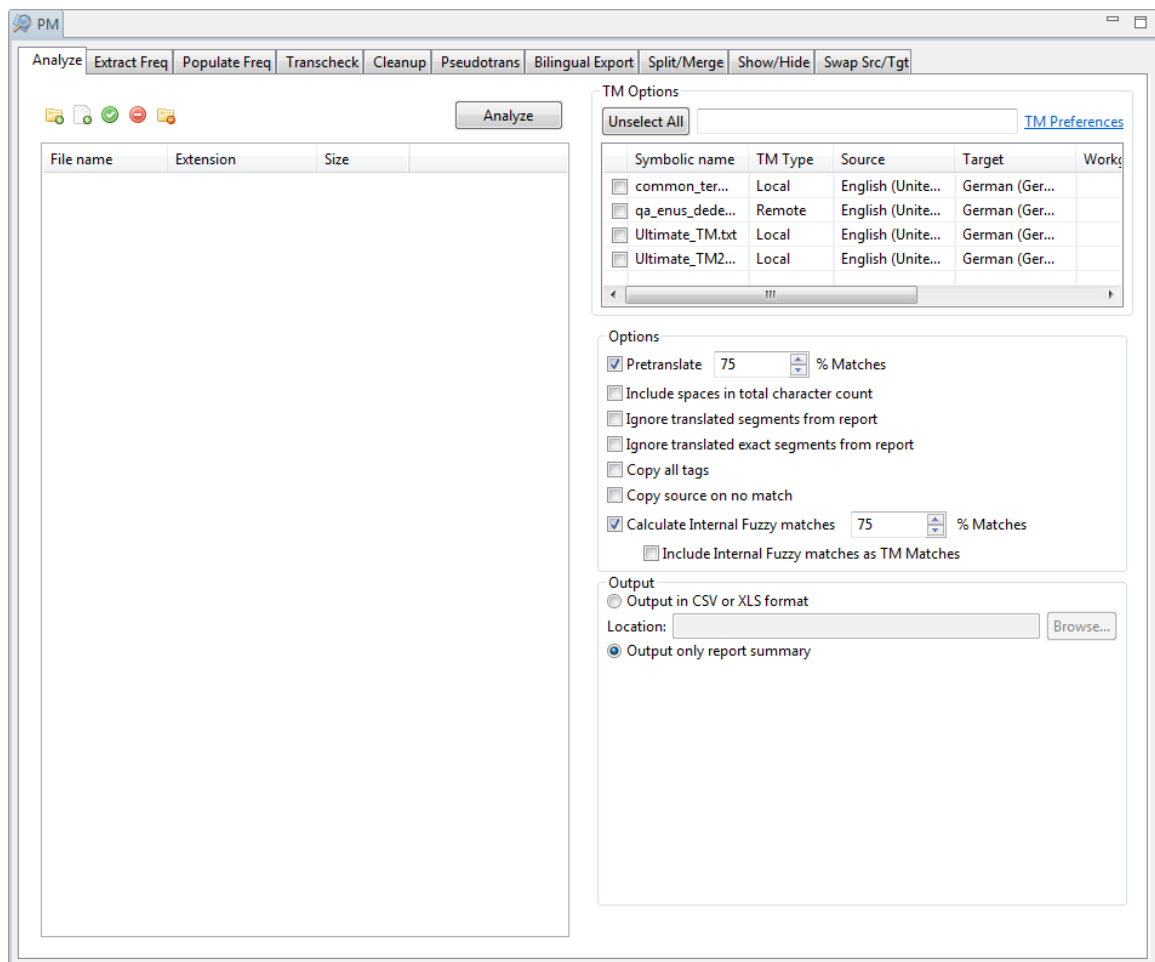 PM
Analyze Extract Freq Populate Freq Transcheck Cleanup Pseudotrans Bilingual Export Split/Merge Show/Hide Swap Src/Tgt
Analyze
File name Extension Size
TM Options
Unselect All TM Preferences
Symbolic name TM Type Source Target Workg
common_ter... Local English (Unite... German (Ger...
qa_enus_dede... Remote English (Unite... German (Ger...
Ultimate_TM.txt Local English (Unite... German (Ger...
Ultimate_TM2... Local English (Unite... German (Ger...
Options
Pretranslate 75 % Matches
Include spaces in total character count
Ignore translated segments from report
Ignore translated exact segments from report
Copy all tags
Copy source on no match
Calculate Internal Fuzzy matches 75 % Matches
Include Internal Fuzzy matches as TM Matches
Output
Output in CSV or XLS format
Location: Browse...
Output only report summary